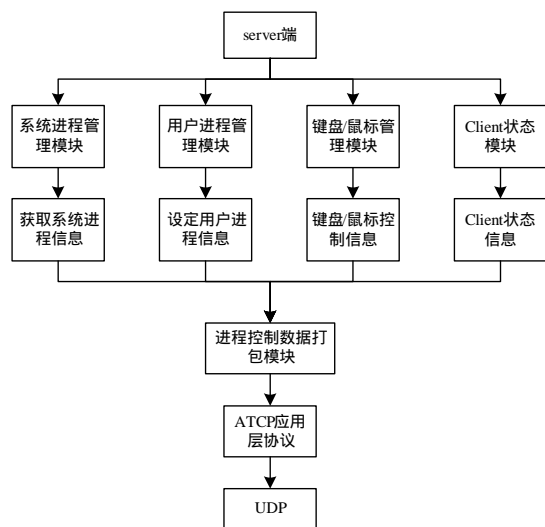 server端
系统进程管
理模块
用户进程管
理模块
键盘/鼠标管
理模块
Client状态
模块
获取系统进
程信息
设定用户进
程信息
键盘/鼠标控
制信息
Client状态
信息
进程控制数据打
包模块
ATCP应用
层协议
UDP